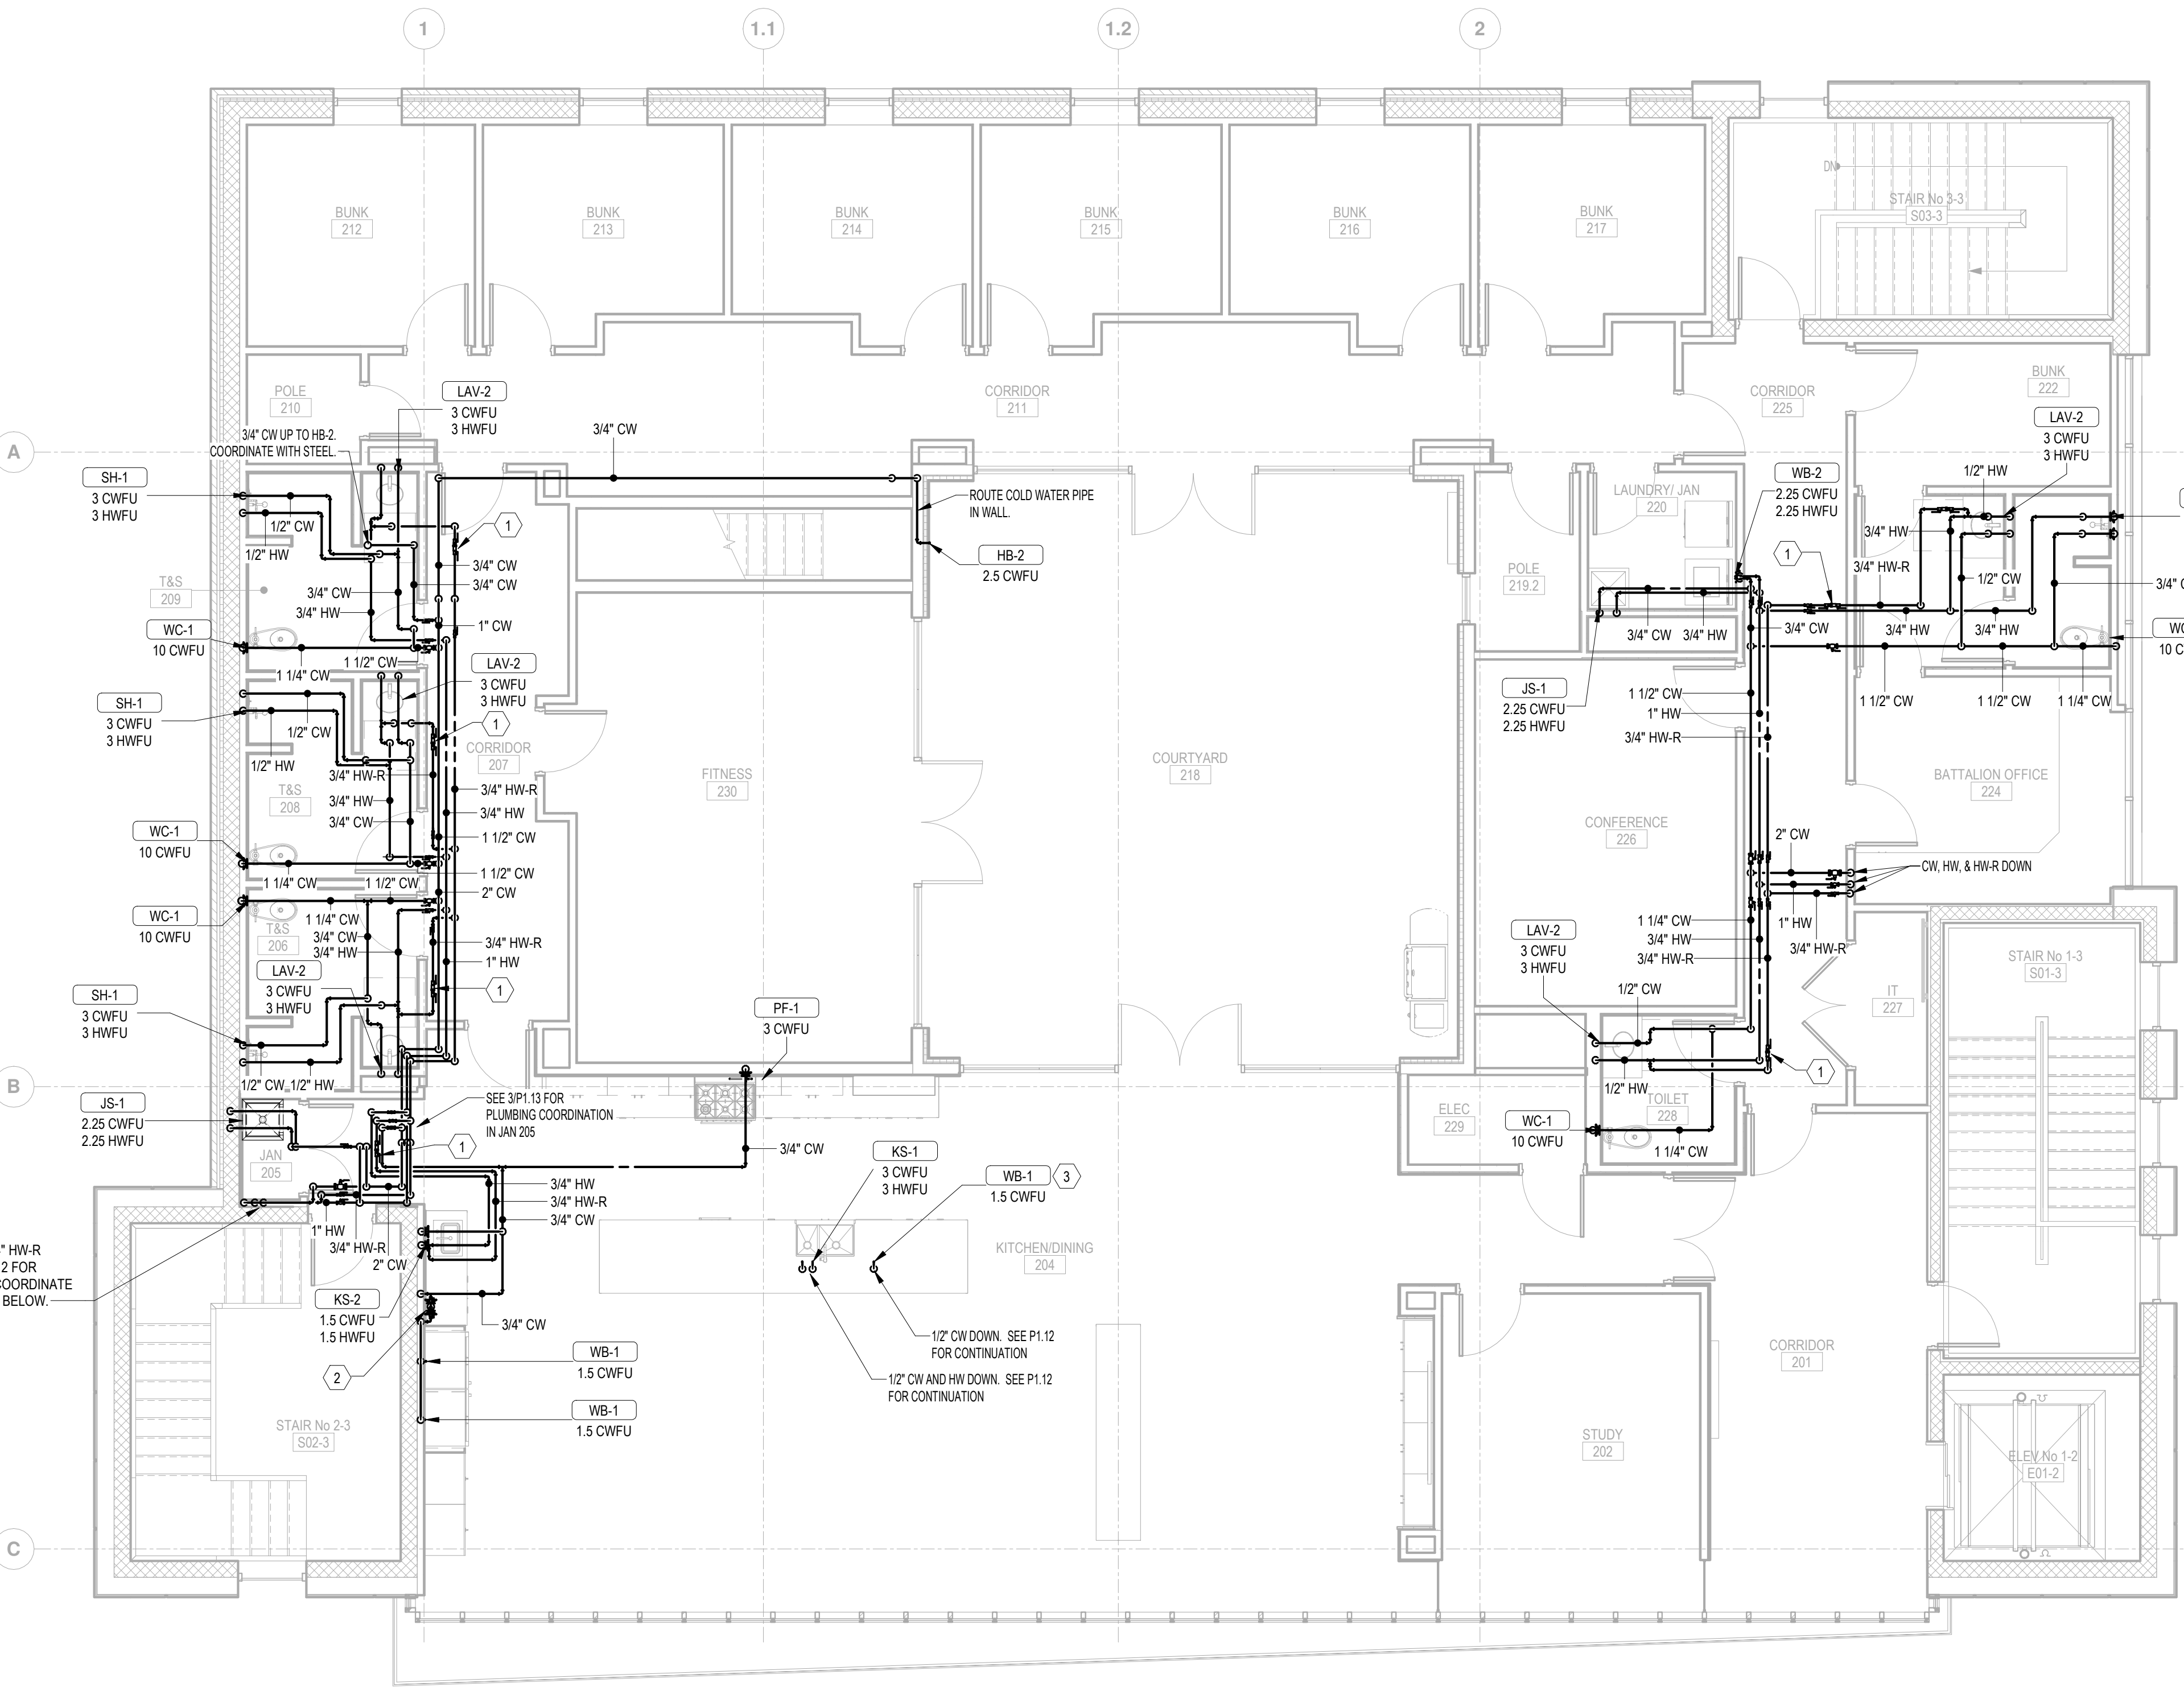 1
1.1
1.2
2
A
B
C
BUNK
212
BUNK
213
BUNK
214
BUNK
215
BUNK
216
BUNK
217
DN
STAIR No 3-3
S03-3
POLE
210
LAV-2
3 CWFU
3 HWFU
CORRIDOR
211
CORRIDOR
225
BUNK
222
LAV-2
3 CWFU
3 HWFU
3/4" CW UP TO HB-2.
COORDINATE WITH STEEL.
3/4" CW
SH-1
3 CWFU
3 HWFU
1/2" CW
1/2" HW
1
ROUTE COLD WATER PIPE
IN WALL.
HB-2
2.5 CWFU
3/4" CW
3/4" CW
3/4" CW
3/4" HW
T&S
209
1" CW
WC-1
10 CWFU
1 1/2" CW
1 1/4" CW
LAV-2
3 CWFU
3 HWFU
SH-1
3 CWFU
3 HWFU
1/2" CW
1/2" HW
1
CORRIDOR
207
3/4" HW-R
T&S
208
3/4" HW
3/4" CW
3/4" HW-R
3/4" HW
1 1/2" CW
WC-1
10 CWFU
1 1/4" CW
1 1/2" CW
1 1/2" CW
2" CW
WC-1
10 CWFU
1 1/4" CW
T&S
206
3/4" CW
3/4" HW
3/4" HW-R
1" HW
LAV-2
3 CWFU
3 HWFU
1
SH-1
3 CWFU
3 HWFU
1/2" CW
1/2" HW
JS-1
2.25 CWFU
2.25 HWFU
JAN
205
SEE 3/P1.13 FOR
PLUMBING COORDINATION
IN JAN 205
1
PF-1
3 CWFU
3/4" CW
3/4" HW
3/4" HW-R
3/4" CW
1" HW
3/4" HW-R
2" CW
" HW-R
2 FOR
COORDINATE
BELOW.
KS-2
1.5 CWFU
1.5 HWFU
3/4" CW
2
WB-1
1.5 CWFU
WB-1
1.5 CWFU
STAIR No 2-3
S02-3
FITNESS
230
COURTYARD
218
KS-1
3 CWFU
3 HWFU
WB-1
1.5 CWFU
3
KITCHEN/DINING
204
1/2" CW DOWN.  SEE P1.12
FOR CONTINUATION
1/2" CW AND HW DOWN.  SEE P1.12
FOR CONTINUATION
POLE
219.2
LAUNDRY/ JAN
220
WB-2
2.25 CWFU
2.25 HWFU
1/2" HW
3/4" HW
1
3/4" HW-R
1/2" CW
3/4" C
3/4" CW
3/4" HW
3/4" CW
3/4" HW
3/4" HW
WC
10 C
JS-1
2.25 CWFU
2.25 HWFU
1 1/2" CW
1" HW
3/4" HW-R
1 1/2" CW
1 1/2" CW
1 1/4" CW
BATTALION OFFICE
224
CONFERENCE
226
2" CW
CW, HW, & HW-R DOWN
1" HW
3/4" HW-R
1 1/4" CW
3/4" HW
3/4" HW-R
LAV-2
3 CWFU
3 HWFU
1/2" CW
1/2" HW
1
IT
227
STAIR No 1-3
S01-3
ELEC
229
TOILET
228
WC-1
10 CWFU
1 1/4" CW
CORRIDOR
201
STUDY
202
ELEV No 1-2
E01-2